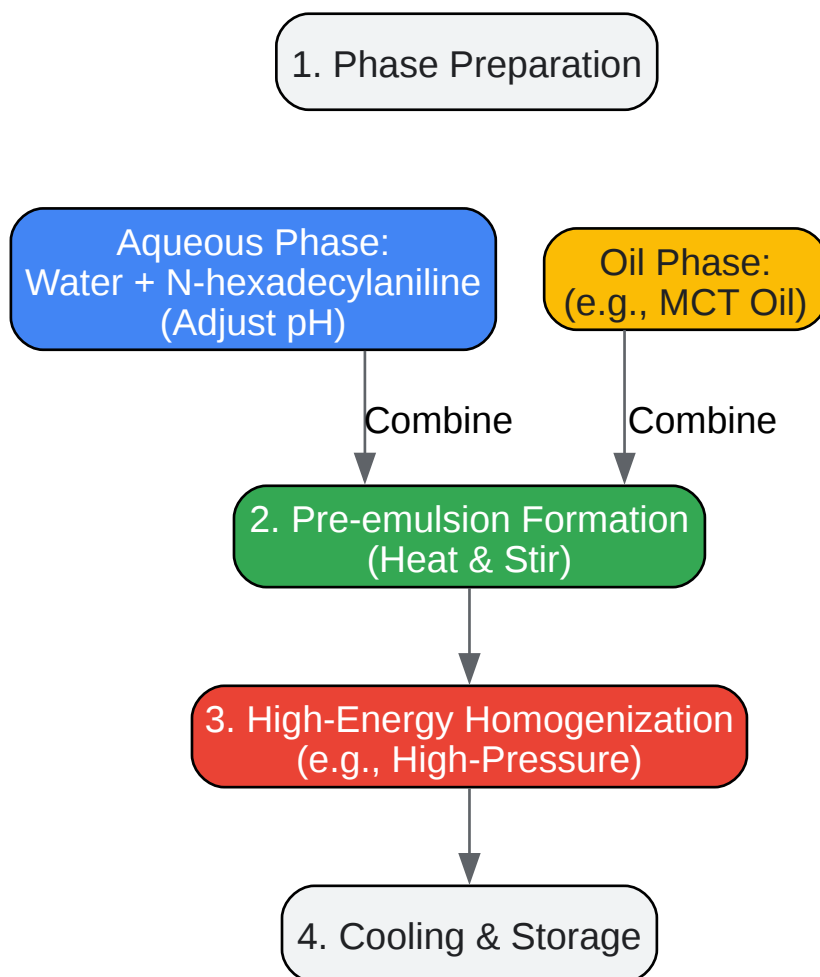 1. Phase Preparation
Aqueous Phase:
Water + N-hexadecylaniline
(Adjust pH)
Oil Phase:
(e.g., MCT Oil)
Combine
Combine
2. Pre-emulsion Formation
(Heat & Stir)
3. High-Energy Homogenization
(e.g., High-Pressure)
4. Cooling & Storage